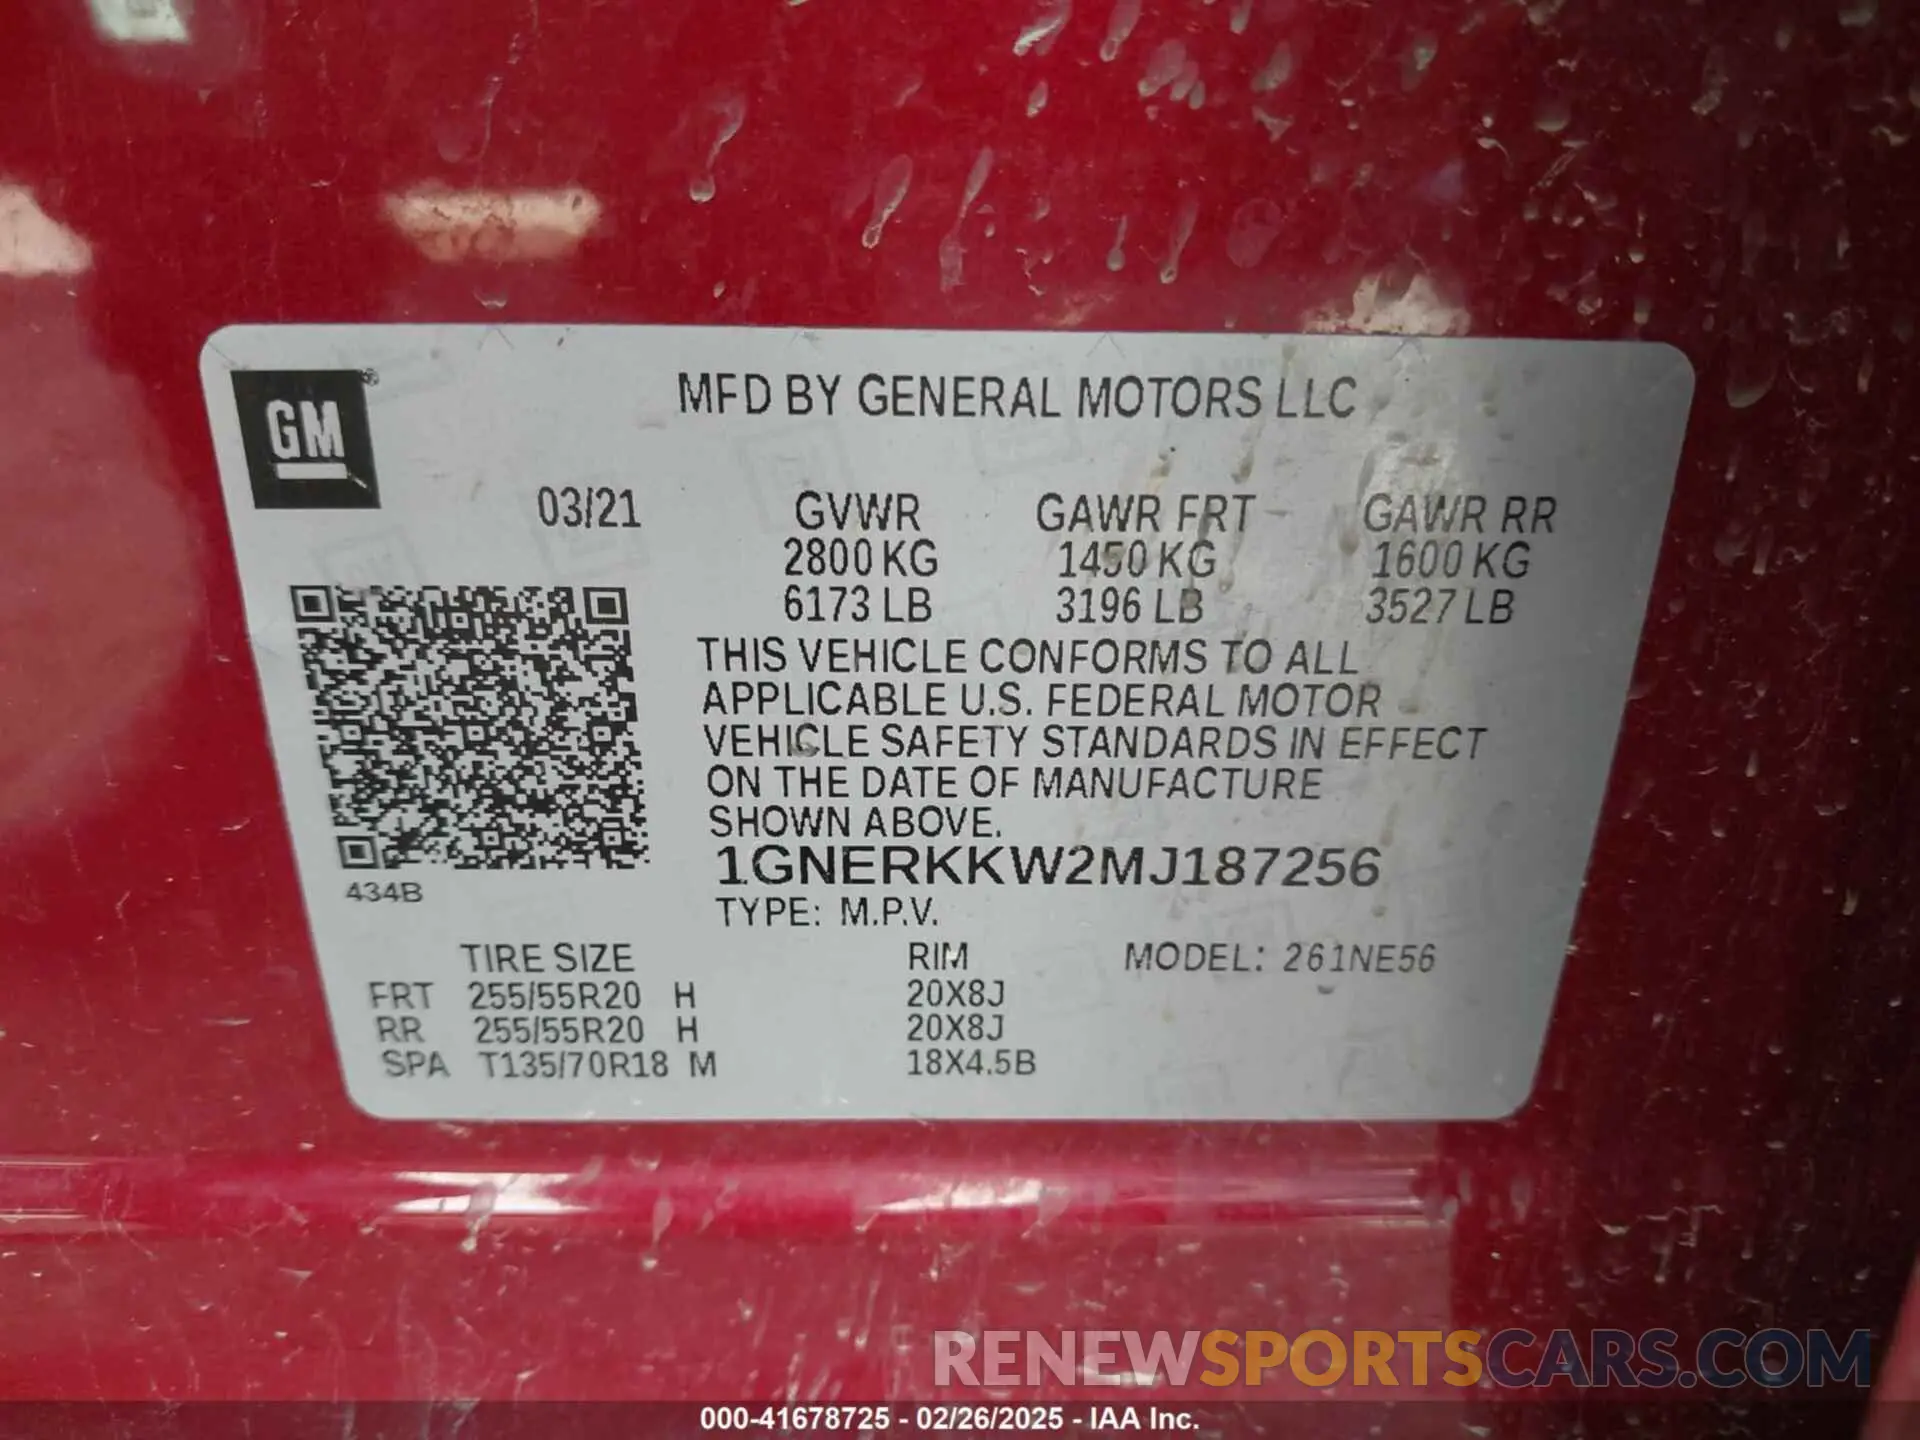 MFD BY GENERAL MOTORS LLC
GM®
03/21 GVWR GAWR FRT GAWR RR
2800 KG 1450 KG 1600 KG
6173 LB 3196 LB 3527 LB
THIS VEHICLE CONFORMS TO ALL
APPLICABLE U.S. FEDERAL MOTOR
VEHICLE SAFETY STANDARDS IN EFFECT
ON THE DATE OF MANUFACTURE
SHOWN ABOVE.
1GNERKKW2MJ187256
434B
TYPE: M.P.V.
TIRE SIZE RIM MODEL: 261NE56
FRT 255/55R20 H 20X8J
RR 255/55R20 H 20X8J
SPA T135/70R18 M 18X4.5B
RENEWSPORTSCARS.COM
000-41678725 - 02/26/2025 - IAA Inc.